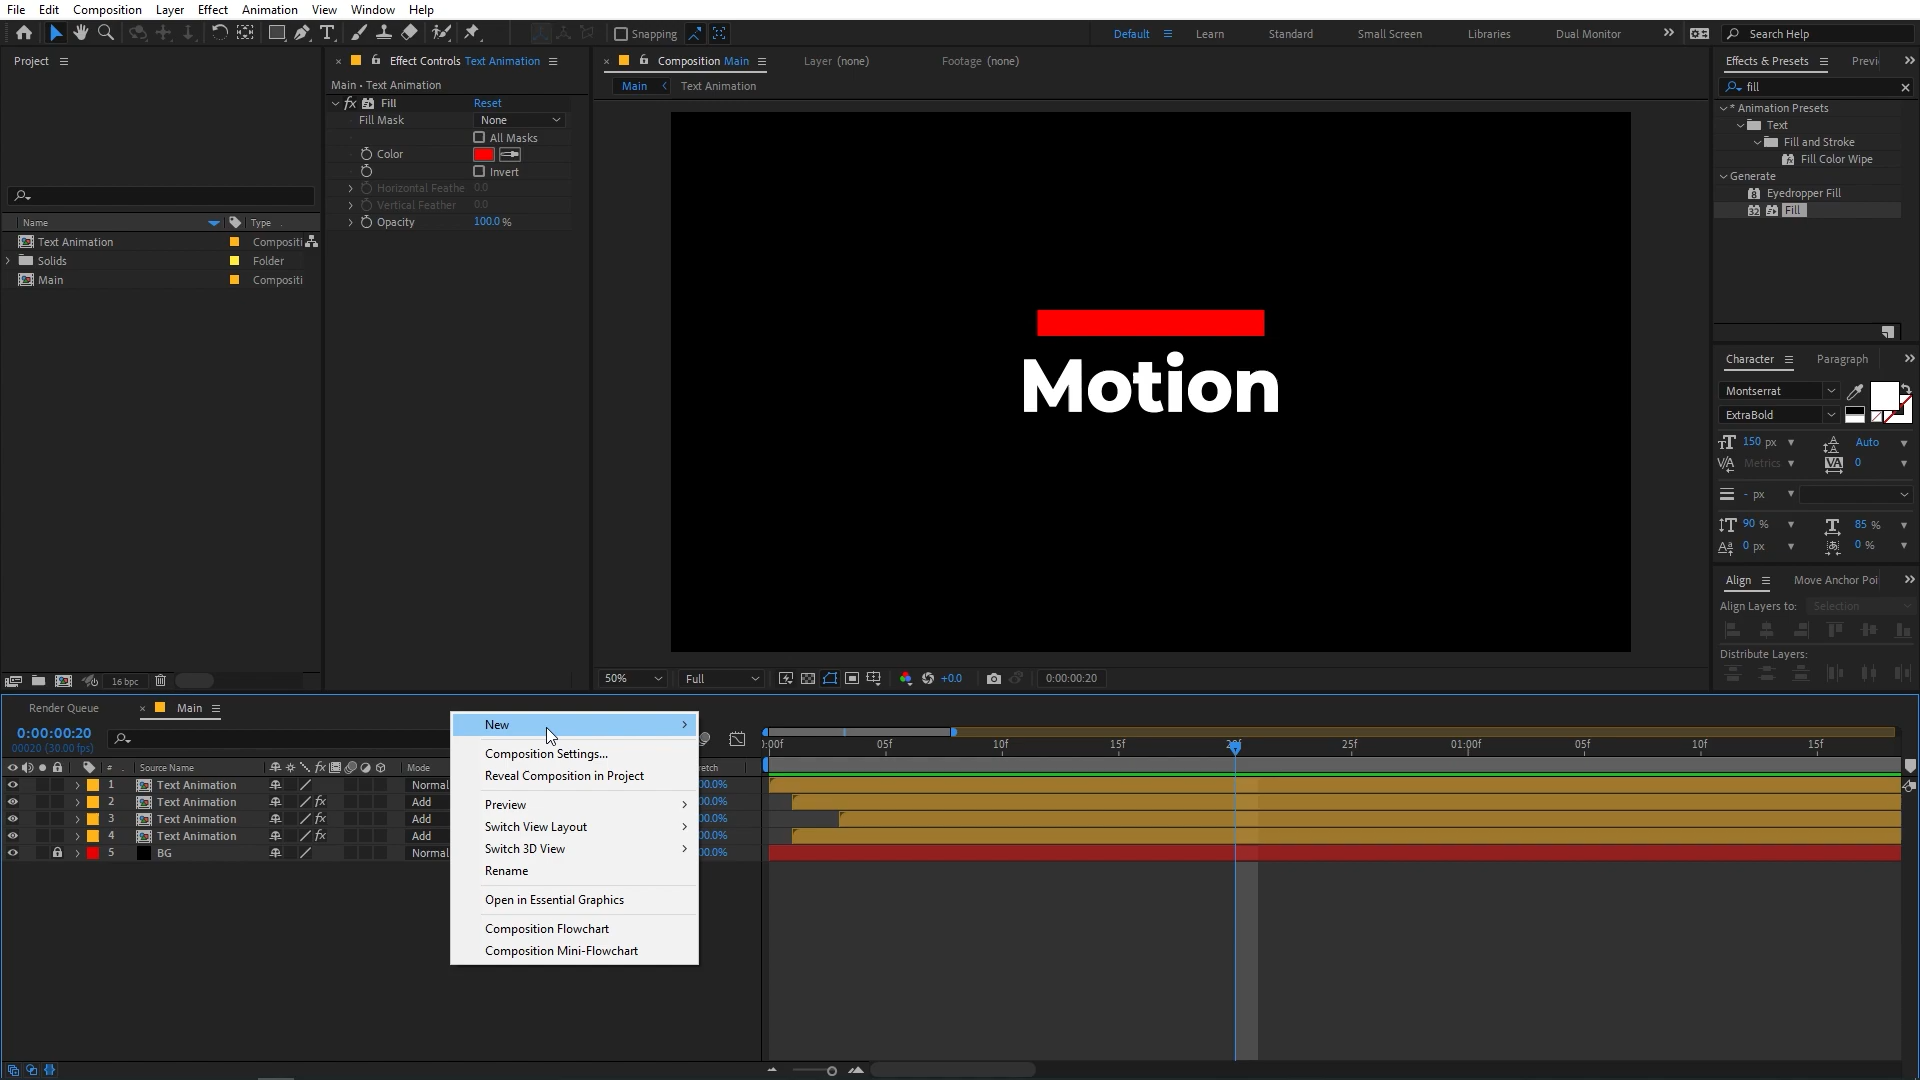 File Edit Composition Layer Effect Animation View Window Help
Snapping
Default Learn Standard Small Screen Libraries Dual Monitor
Search Help
Project
Name Type
Text Animation Compositi
Solids Folder
Main Compositi
16 bpc
Effect Controls Text Animation
Main • Text Animation
fx Fill Reset
Fill Mask None
All Masks
Color
Invert
Horizontal Feathe 0.0
Vertical Feather 0.0
Opacity 100.0 %
Composition Main Layer (none) Footage (none)
Main Text Animation
Motion
50% Full +0.0 0:00:00:20
Effects & Presets Previ
fill
* Animation Presets
Text
Fill and Stroke
Fill Color Wipe
Generate
Eyedropper Fill
32 Fill
Character Paragraph
Montserrat
ExtraBold
150 px Auto
Metrics 0
- px
90 % 85 %
0 px 0 %
Align Move Anchor Poi
Align Layers to: Selection
Distribute Layers:
Render Queue Main
0:00:00:20
00020 (30.00 fps)
# Source Name fx Mode retch
1 Text Animation Normal 00.0%
2 Text Animation fx Add 00.0%
3 Text Animation fx Add 00.0%
4 Text Animation fx Add 00.0%
5 BG Normal 00.0%
New
Composition Settings...
Reveal Composition in Project
Preview
Switch View Layout
Switch 3D View
Rename
Open in Essential Graphics
Composition Flowchart
Composition Mini-Flowchart
:00f 05f 10f 15f 20f 25f 01:00f 05f 10f 15f